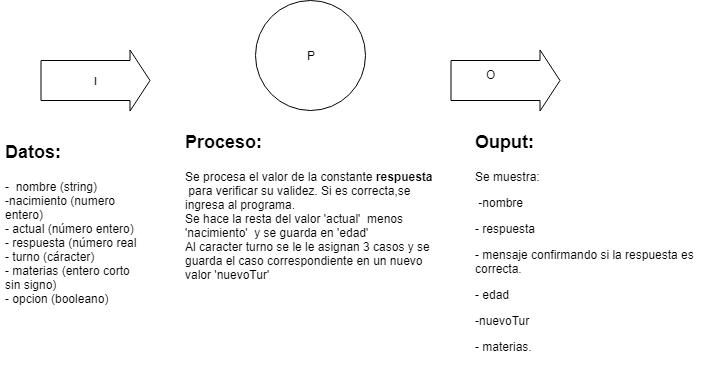 I
P
O
Datos:
-  nombre (string)
-nacimiento (numero
entero)
- actual (número entero)
- respuesta (número real
- turno (cáracter)
- materias (entero corto
sin signo)
- opcion (booleano)
Proceso:
Se procesa el valor de la constante respuesta
para verificar su validez. Si es correcta,se
ingresa al programa.
Se hace la resta del valor 'actual'  menos
'nacimiento'  y se guarda en 'edad'
Al caracter turno se le le asignan 3 casos y se
guarda el caso correspondiente en un nuevo
valor 'nuevoTur'
Ouput:
Se muestra:
-nombre
- respuesta
- mensaje confirmando si la respuesta es
correcta.
- edad
-nuevoTur
- materias.